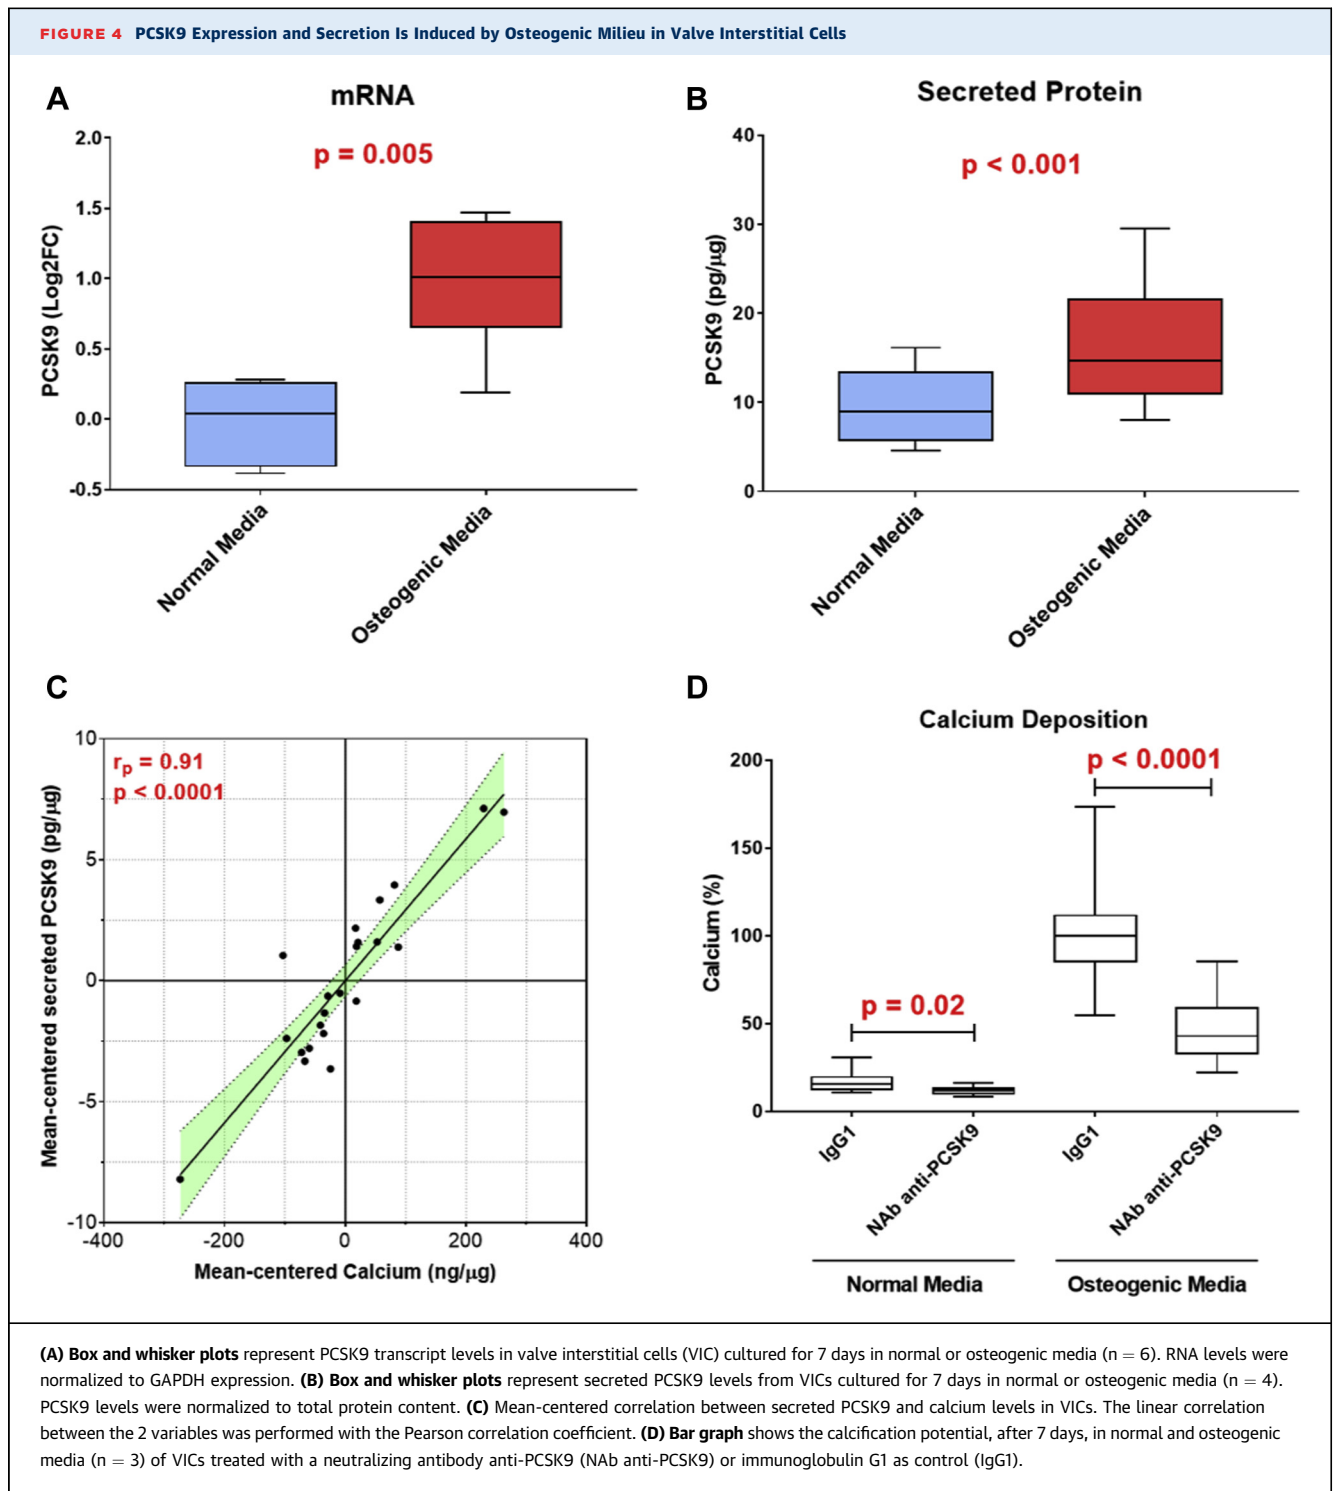 FIGURE 4 PCSK9 Expression and Secretion Is Induced by Osteogenic Milieu in Valve Interstitial Cells
A
mRNA
p = 0.005
PCSK9 (Log2FC)
2.0
1.5
1.0
0.5
0.0
-0.5
Normal Media
Osteogenic Media
B
Secreted Protein
p < 0.001
PCSK9 (pg/μg)
40
30
20
10
0
Normal Media
Osteogenic Media
C
rp = 0.91
p < 0.0001
Mean-centered secreted PCSK9 (pg/μg)
10
5
0
-5
-10
-400
-200
0
200
400
Mean-centered Calcium (ng/μg)
D
Calcium Deposition
p < 0.0001
p = 0.02
Calcium (%)
200
150
100
50
0
IgG1
NAb anti-PCSK9
IgG1
NAb anti-PCSK9
Normal Media
Osteogenic Media
(A) Box and whisker plots represent PCSK9 transcript levels in valve interstitial cells (VIC) cultured for 7 days in normal or osteogenic media (n = 6). RNA levels were
normalized to GAPDH expression. (B) Box and whisker plots represent secreted PCSK9 levels from VICs cultured for 7 days in normal or osteogenic media (n = 4).
PCSK9 levels were normalized to total protein content. (C) Mean-centered correlation between secreted PCSK9 and calcium levels in VICs. The linear correlation
between the 2 variables was performed with the Pearson correlation coefficient. (D) Bar graph shows the calcification potential, after 7 days, in normal and osteogenic
media (n = 3) of VICs treated with a neutralizing antibody anti-PCSK9 (NAb anti-PCSK9) or immunoglobulin G1 as control (IgG1).